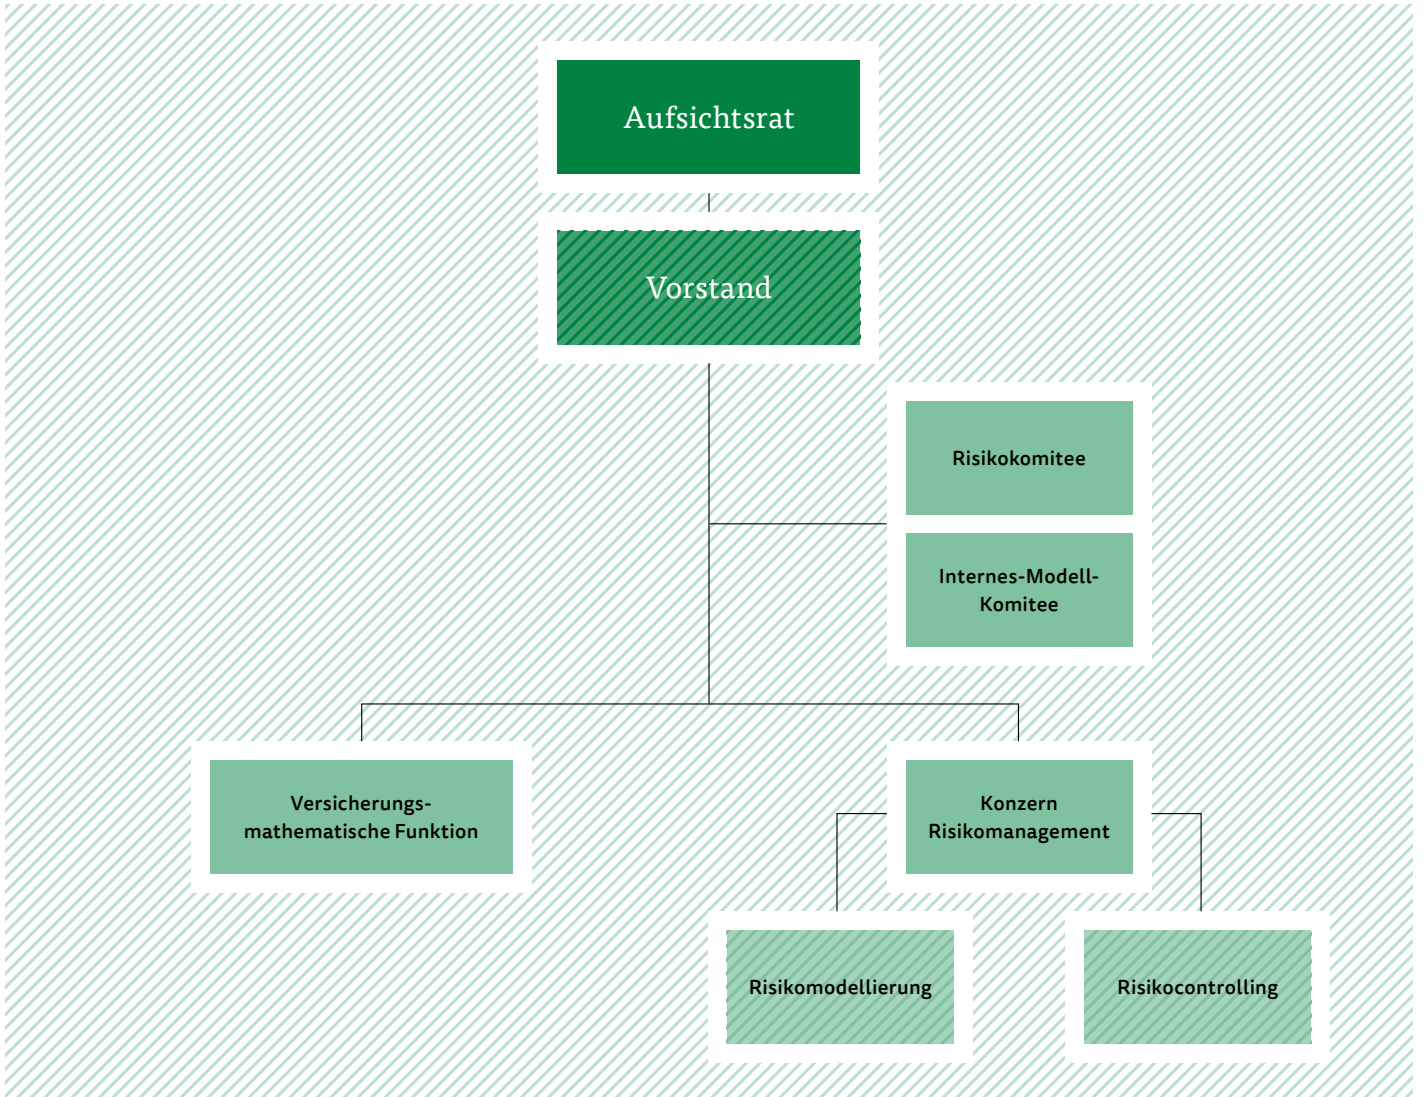 Aufsichtsrat
Vorstand
Risikokomitee
Internes-Modell-
Komitee
Versicherungs-
mathematische Funktion
Konzern
Risikomanagement
Risikomodellierung
Risikocontrolling